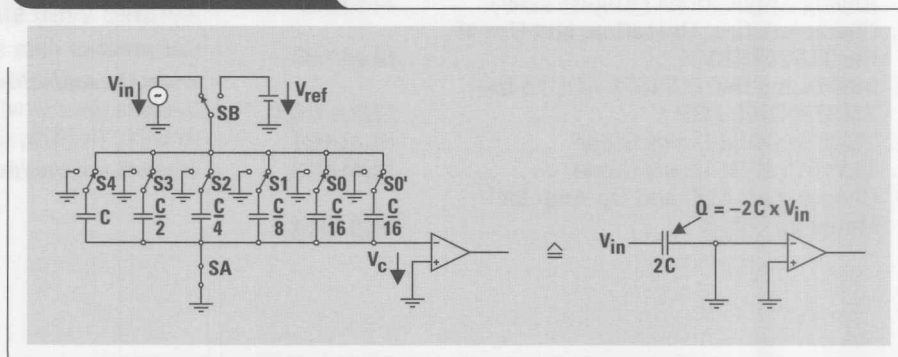 Vin
Vref
SB
S4
S3
S2
S1
S0
S0'
C
C/2
C/4
C/8
C/16
C/16
SA
Vc
Q = –2C x Vin
Vin
2C